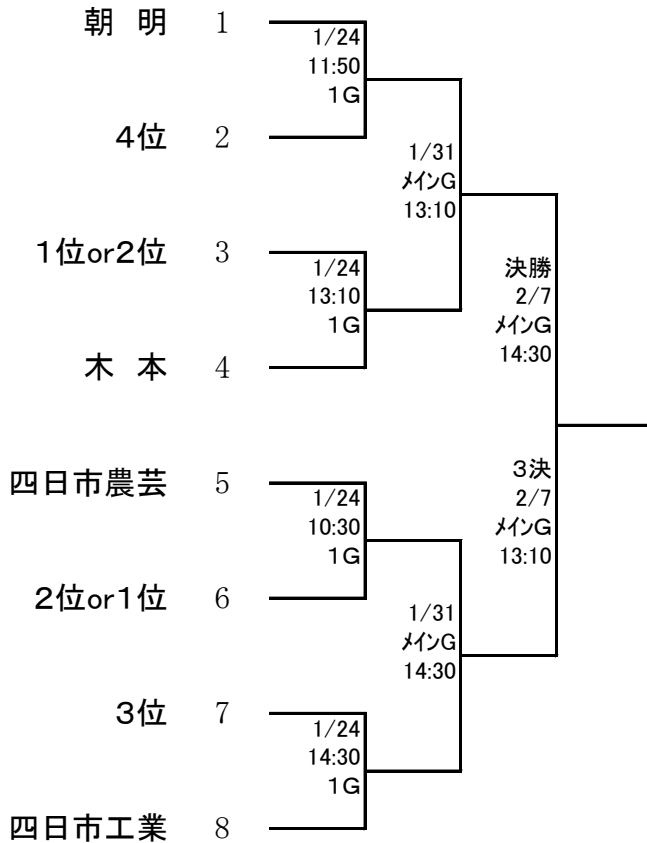 朝 明 1
1/24
11:50
1G
4位 2
1/31
ﾒｲﾝG
13:10
1位or2位 3
1/24
13:10
1G
決勝
2/7
ﾒｲﾝG
14:30
木 本 4
四日市農芸 5
1/24
10:30
1G
3決
2/7
ﾒｲﾝG
13:10
2位or1位 6
1/31
ﾒｲﾝG
14:30
3位 7
1/24
14:30
1G
四日市工業 8